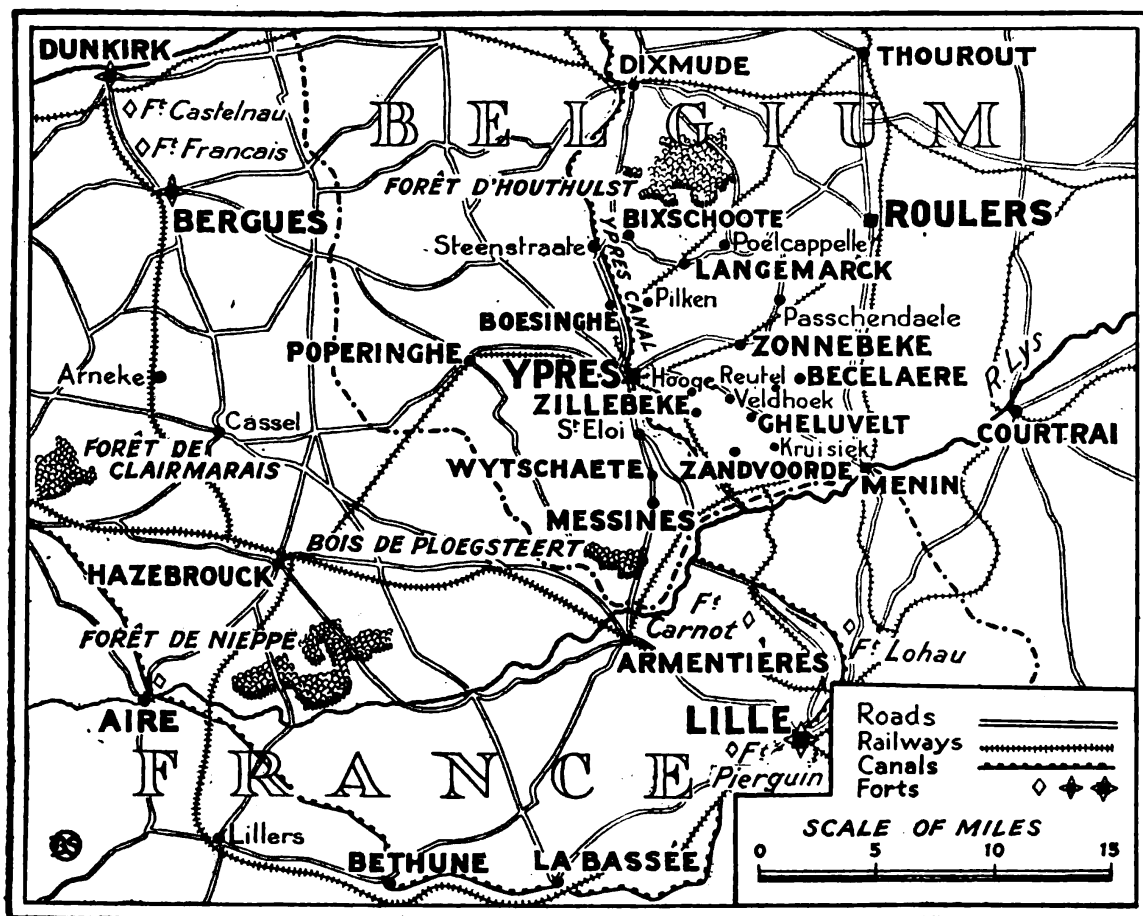 DUNKIRK
DIXMUDE
THOUROUT
Ft Castelnau
BELGIUM
Ft Francais
FORÊT D'HOUTHULST
BERGUES
BIXSCHOOTE
ROULERS
Steenstraate
Poelcappelle
YPRES CANAL
LANGEMARCK
Pilken
BOESINGHE
Passchendaele
POPERINGHE
ZONNEBEKE
R. Lys
Arneke
YPRES
Hooge
Reutel
BECELAERE
Veldhoek
ZILLEBEKE
Cassel
GHELUVELT
St Eloi
COURTRAI
FORÊT DE
CLAIRMARAIS
Kruisiek
WYTSCHAETE
ZANDVOORDE
MENIN
MESSINES
BOIS DE PLOEGSTEERT
HAZEBROUCK
Ft
Carnot
FORÊT DE NIEPPE
Ft Lohau
ARMENTIÈRES
AIRE
LILLE
Ft
Pierquin
FRANCE
Lillers
BETHUNE
LA BASSÉE
Roads
Railways
Canals
Forts
SCALE OF MILES
0 5 10 15